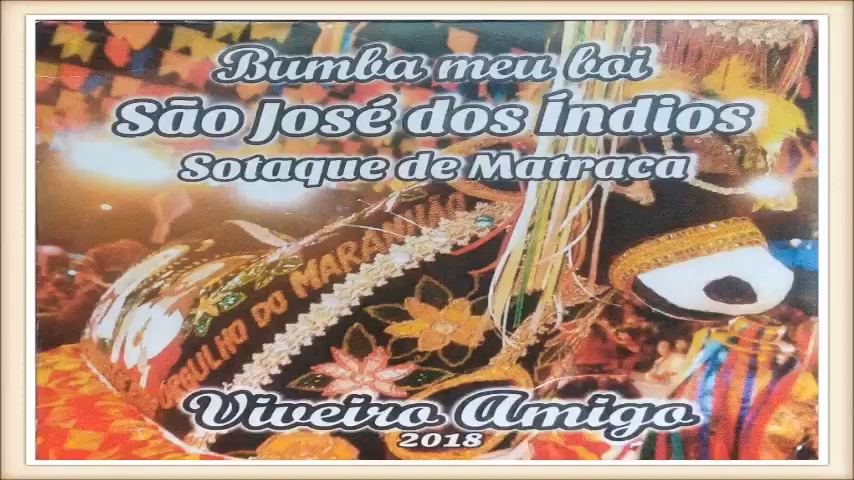 Bumba meu boi
São José dos Índios
Sotaque de Matraca
ORGULHO DO MARANHÃO
Viveiro Amigo
2018